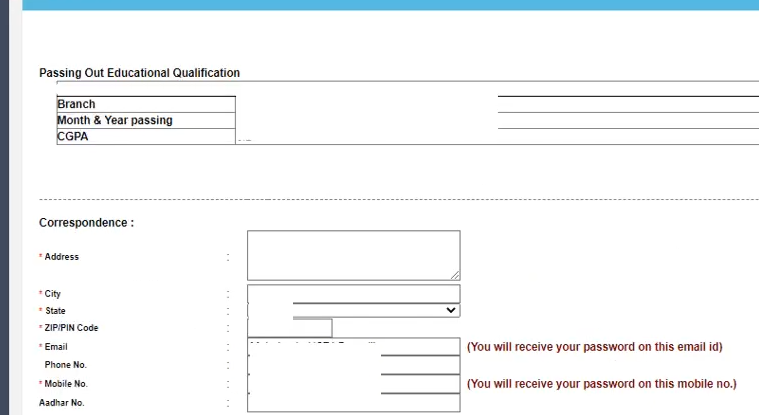 Passing Out Educational Qualification
Branch
Month & Year passing
CGPA
Correspondence :
* Address :
* City :
* State :
* ZIP/PIN Code :
* Email : (You will receive your password on this email id)
Phone No. :
* Mobile No. : (You will receive your password on this mobile no.)
Aadhar No. :